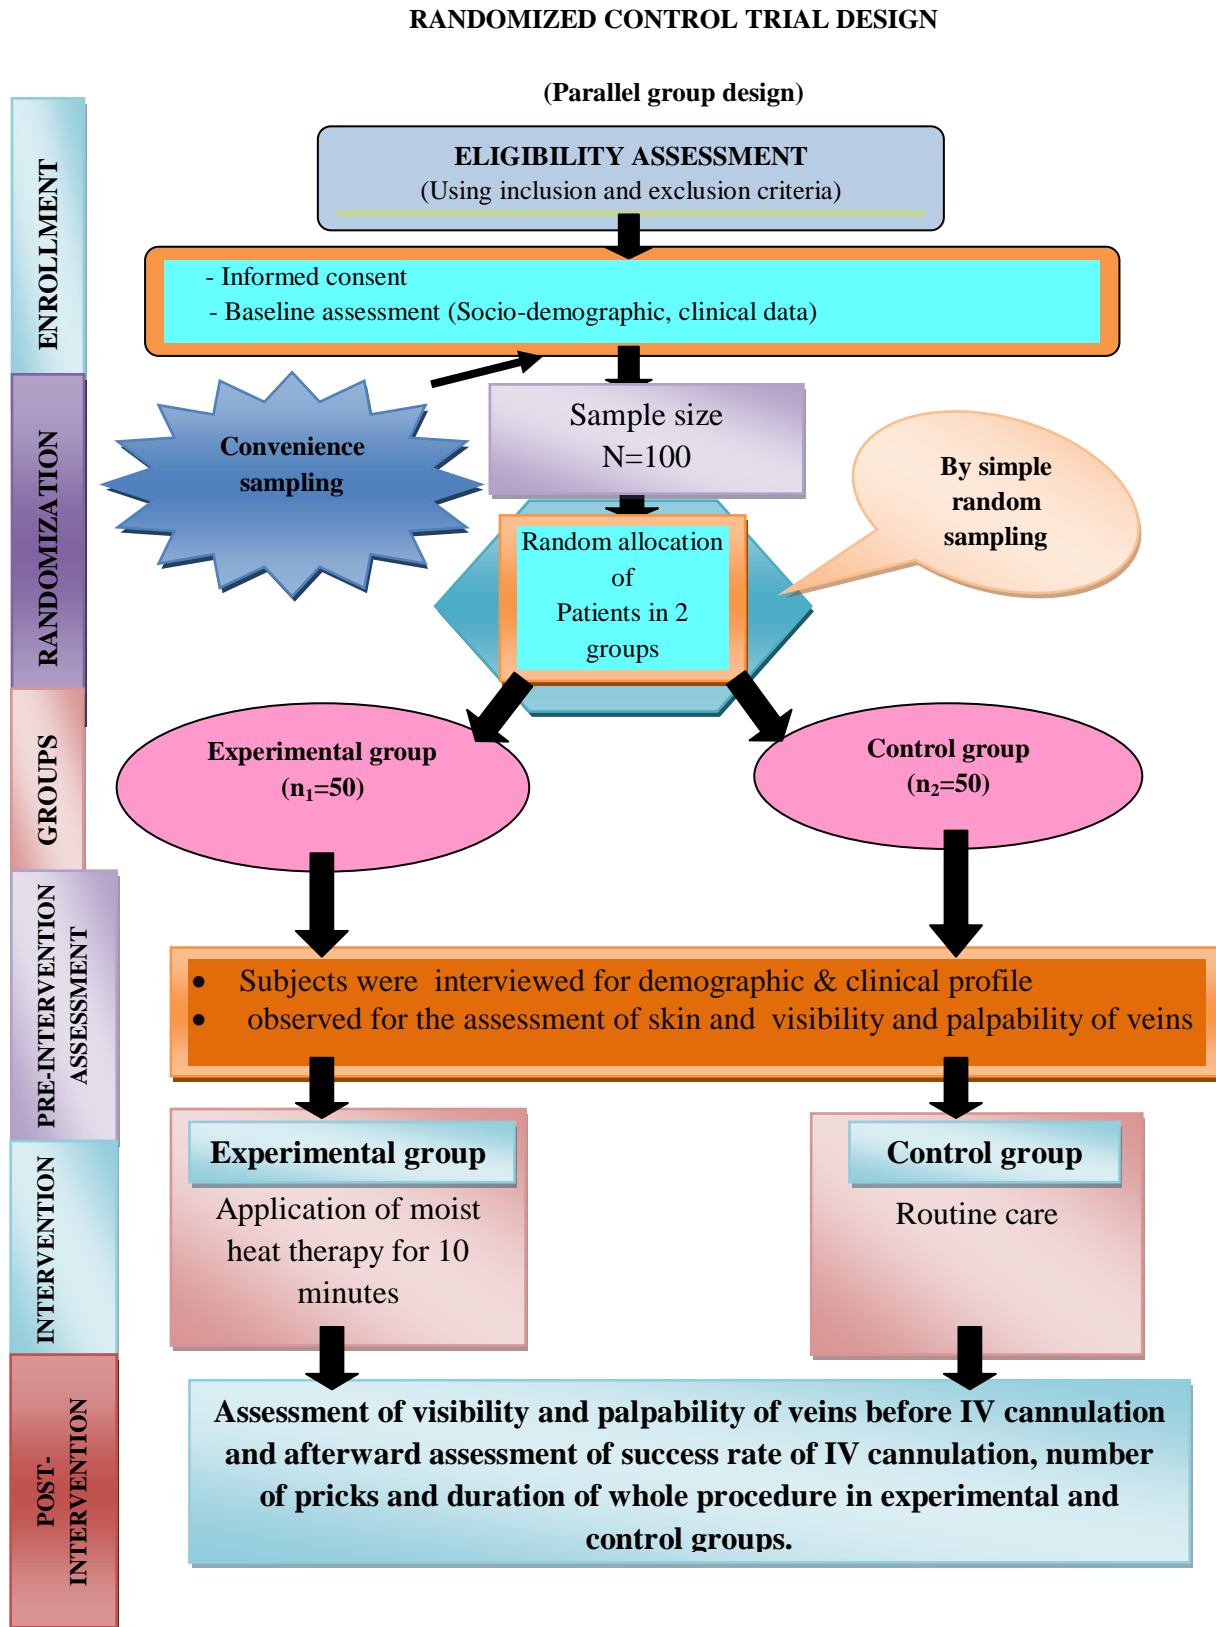 RANDOMIZED CONTROL TRIAL DESIGN
(Parallel group design)
ENROLLMENT
ELIGIBILITY ASSESSMENT
(Using inclusion and exclusion criteria)
- Informed consent
- Baseline assessment (Socio-demographic, clinical data)
RANDOMIZATION
Convenience
sampling
Sample size
N=100
By simple
random
sampling
Random allocation
of
Patients in 2
groups
GROUPS
Experimental group
(n₁=50)
Control group
(n₂=50)
PRE-INTERVENTION
ASSESSMENT
• Subjects were interviewed for demographic & clinical profile
• observed for the assessment of skin and visibility and palpability of veins
INTERVENTION
Experimental group
Application of moist
heat therapy for 10
minutes
Control group
Routine care
POST-
INTERVENTION
Assessment of visibility and palpability of veins before IV cannulation
and afterward assessment of success rate of IV cannulation, number
of pricks and duration of whole procedure in experimental and
control groups.